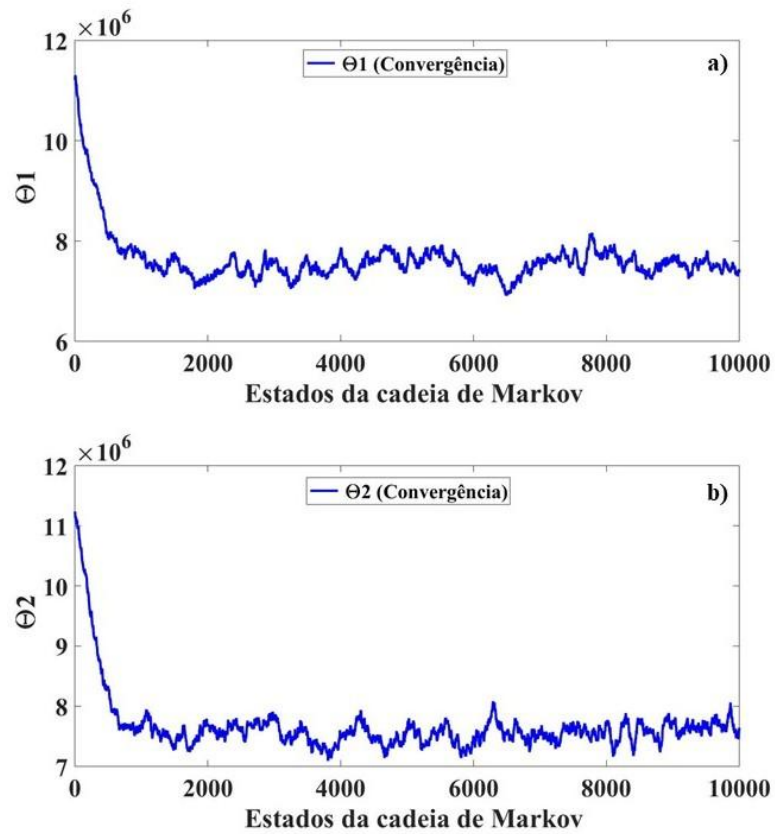 ×10⁶
12
Θ1 (Convergência)
a)
10
Θ1
8
6
0 2000 4000 6000 8000 10000
Estados da cadeia de Markov
×10⁶
12
Θ2 (Convergência)
b)
11
10
Θ2
9
8
7
0 2000 4000 6000 8000 10000
Estados da cadeia de Markov